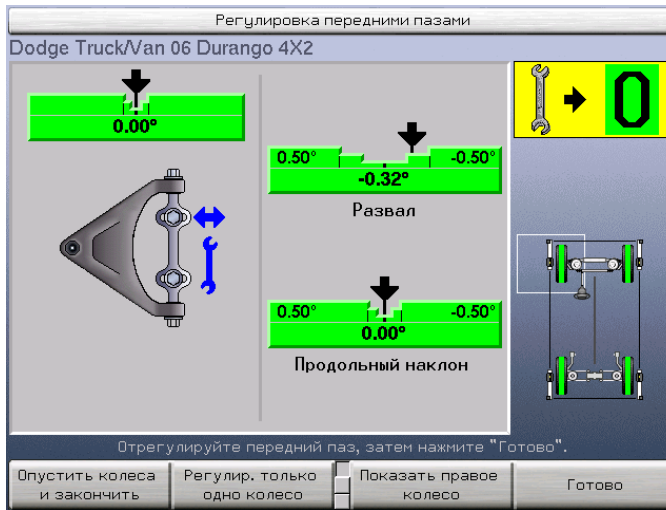 Регулировка передними пазами
Dodge Truck/Van 06 Durango 4X2
0.00°
0.50°
-0.50°
-0.32°
Развал
0.50°
-0.50°
0.00°
Продольный наклон
0
Отрегулируйте передний паз, затем нажмите "Готово".
Опустить колеса
и закончить
Регулир. только
одно колесо
Показать правое
колесо
Готово